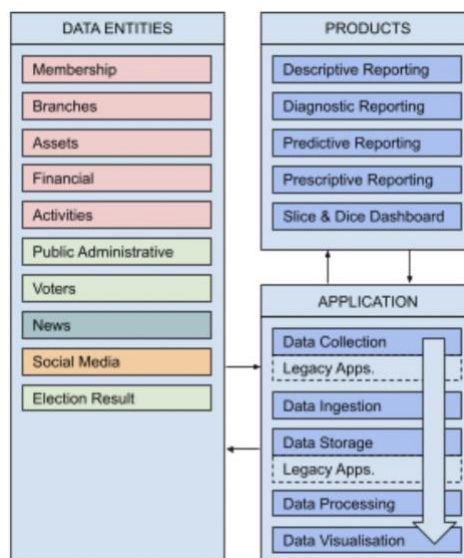 DATA ENTITIES
Membership
Branches
Assets
Financial
Activities
Public Administrative
Voters
News
Social Media
Election Result
PRODUCTS
Descriptive Reporting
Diagnostic Reporting
Predictive Reporting
Prescriptive Reporting
Slice & Dice Dashboard
APPLICATION
Data Collection
Legacy Apps.
Data Ingestion
Data Storage
Legacy Apps.
Data Processing
Data Visualisation